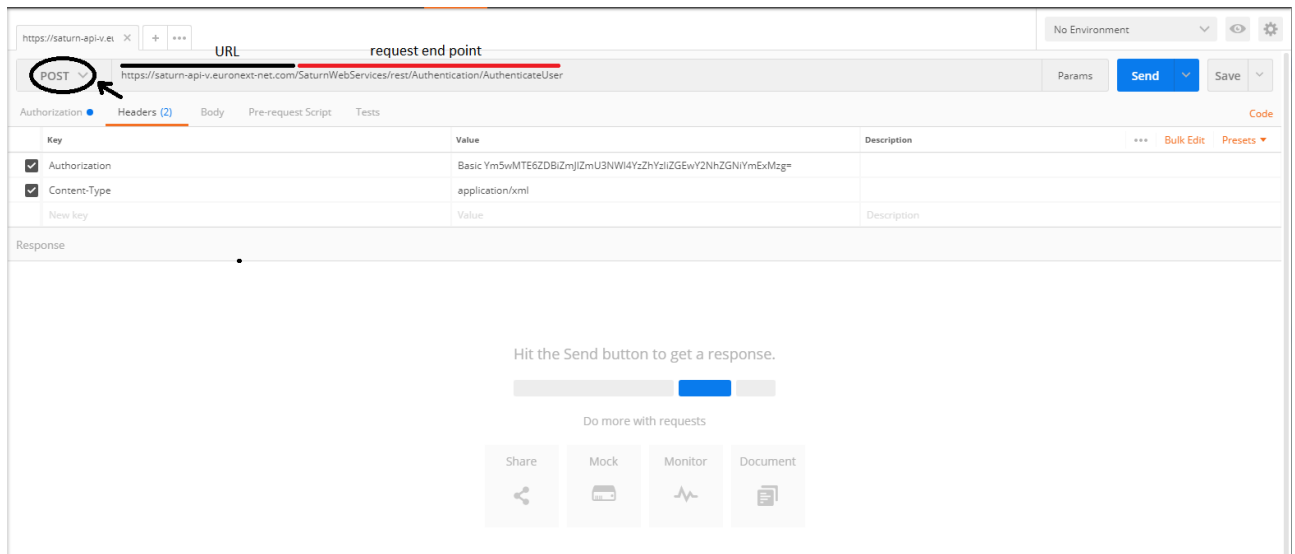 https://saturn-api-v.eu
No Environment
URL request end point
POST https://saturn-api-v.euronext-net.com/SaturnWebServices/rest/Authentication/AuthenticateUser Params Send Save
Authorization Headers (2) Body Pre-request Script Tests Code
Key Value Description Bulk Edit Presets
Authorization Basic
Content-Type application/xml
New key Value Description
Response
Hit the Send button to get a response.
Do more with requests
Share Mock Monitor Document